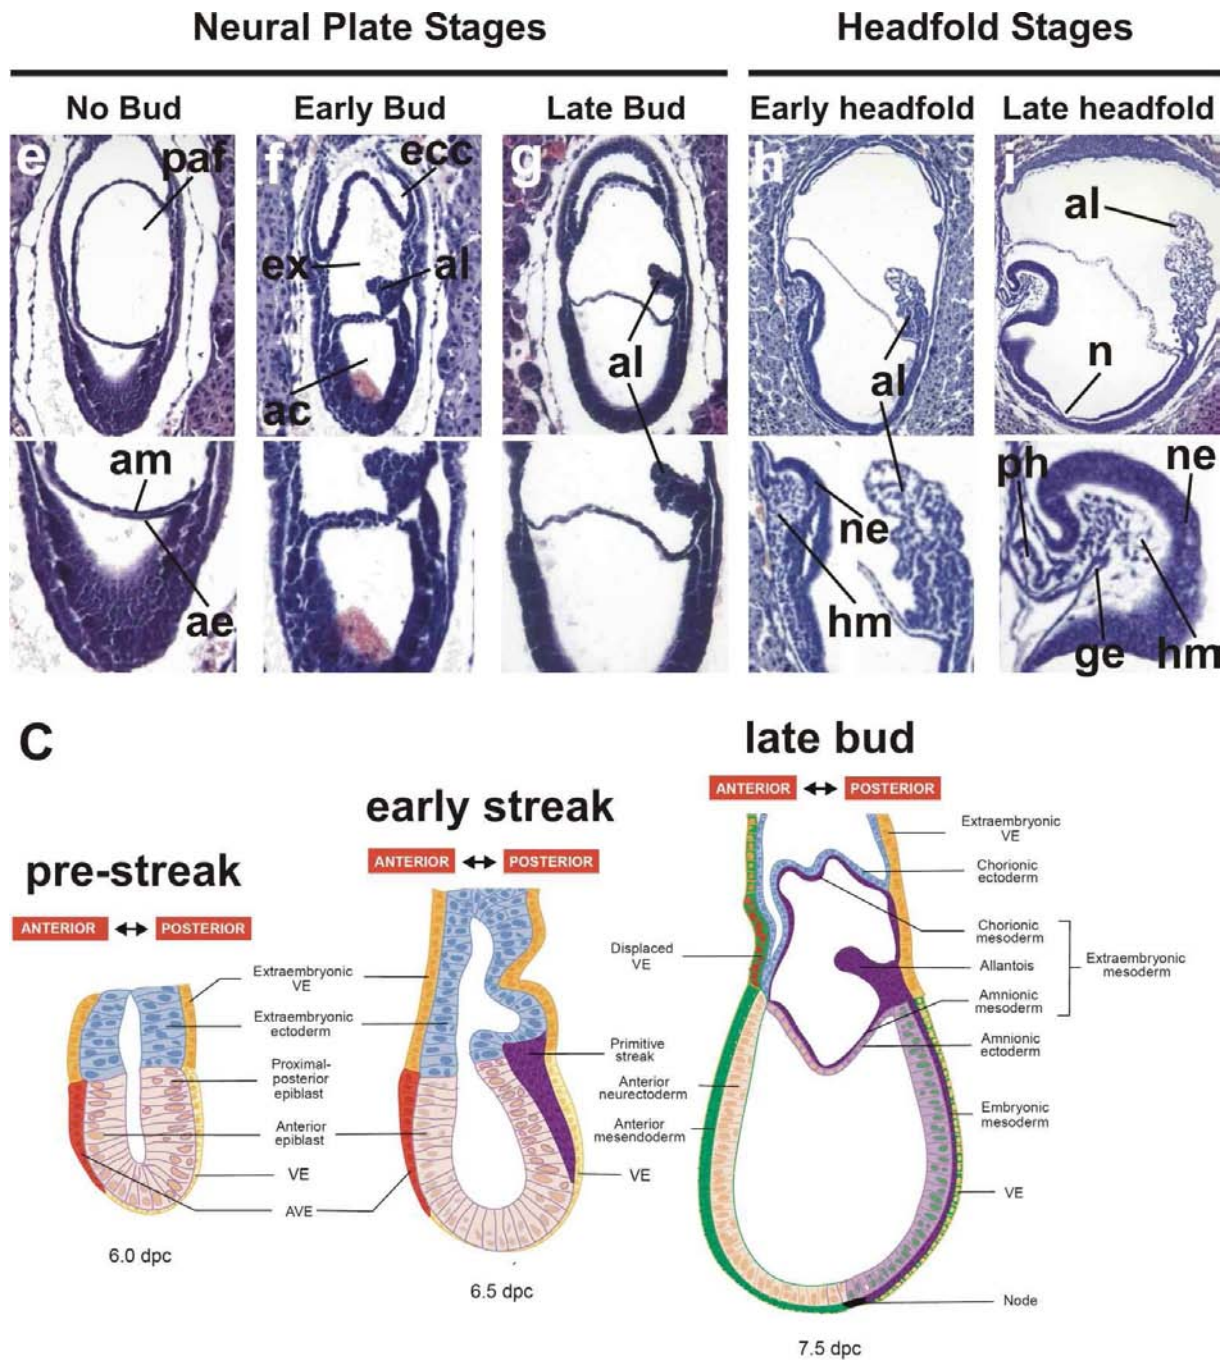 Neural Plate Stages
Headfold Stages
No Bud
Early Bud
Late Bud
Early headfold
Late headfold
e
paf
f
ecc
g
h
i
al
ex
al
al
n
ac
al
am
ae
ne
hm
ph
ne
ge
hm
C
late bud
ANTERIOR
POSTERIOR
early streak
ANTERIOR
POSTERIOR
pre-streak
ANTERIOR
POSTERIOR
Extraembryonic
VE
Extraembryonic
ectoderm
Proximal-
posterior
epiblast
Anterior
epiblast
VE
AVE
6.0 dpc
Primitive
streak
VE
6.5 dpc
Displaced
VE
Anterior
neurectoderm
Anterior
mesendoderm
Extraembryonic
VE
Chorionic
ectoderm
Chorionic
mesoderm
Allantois
Amnionic
mesoderm
Extraembryonic
mesoderm
Amnionic
ectoderm
Embryonic
mesoderm
VE
Node
7.5 dpc